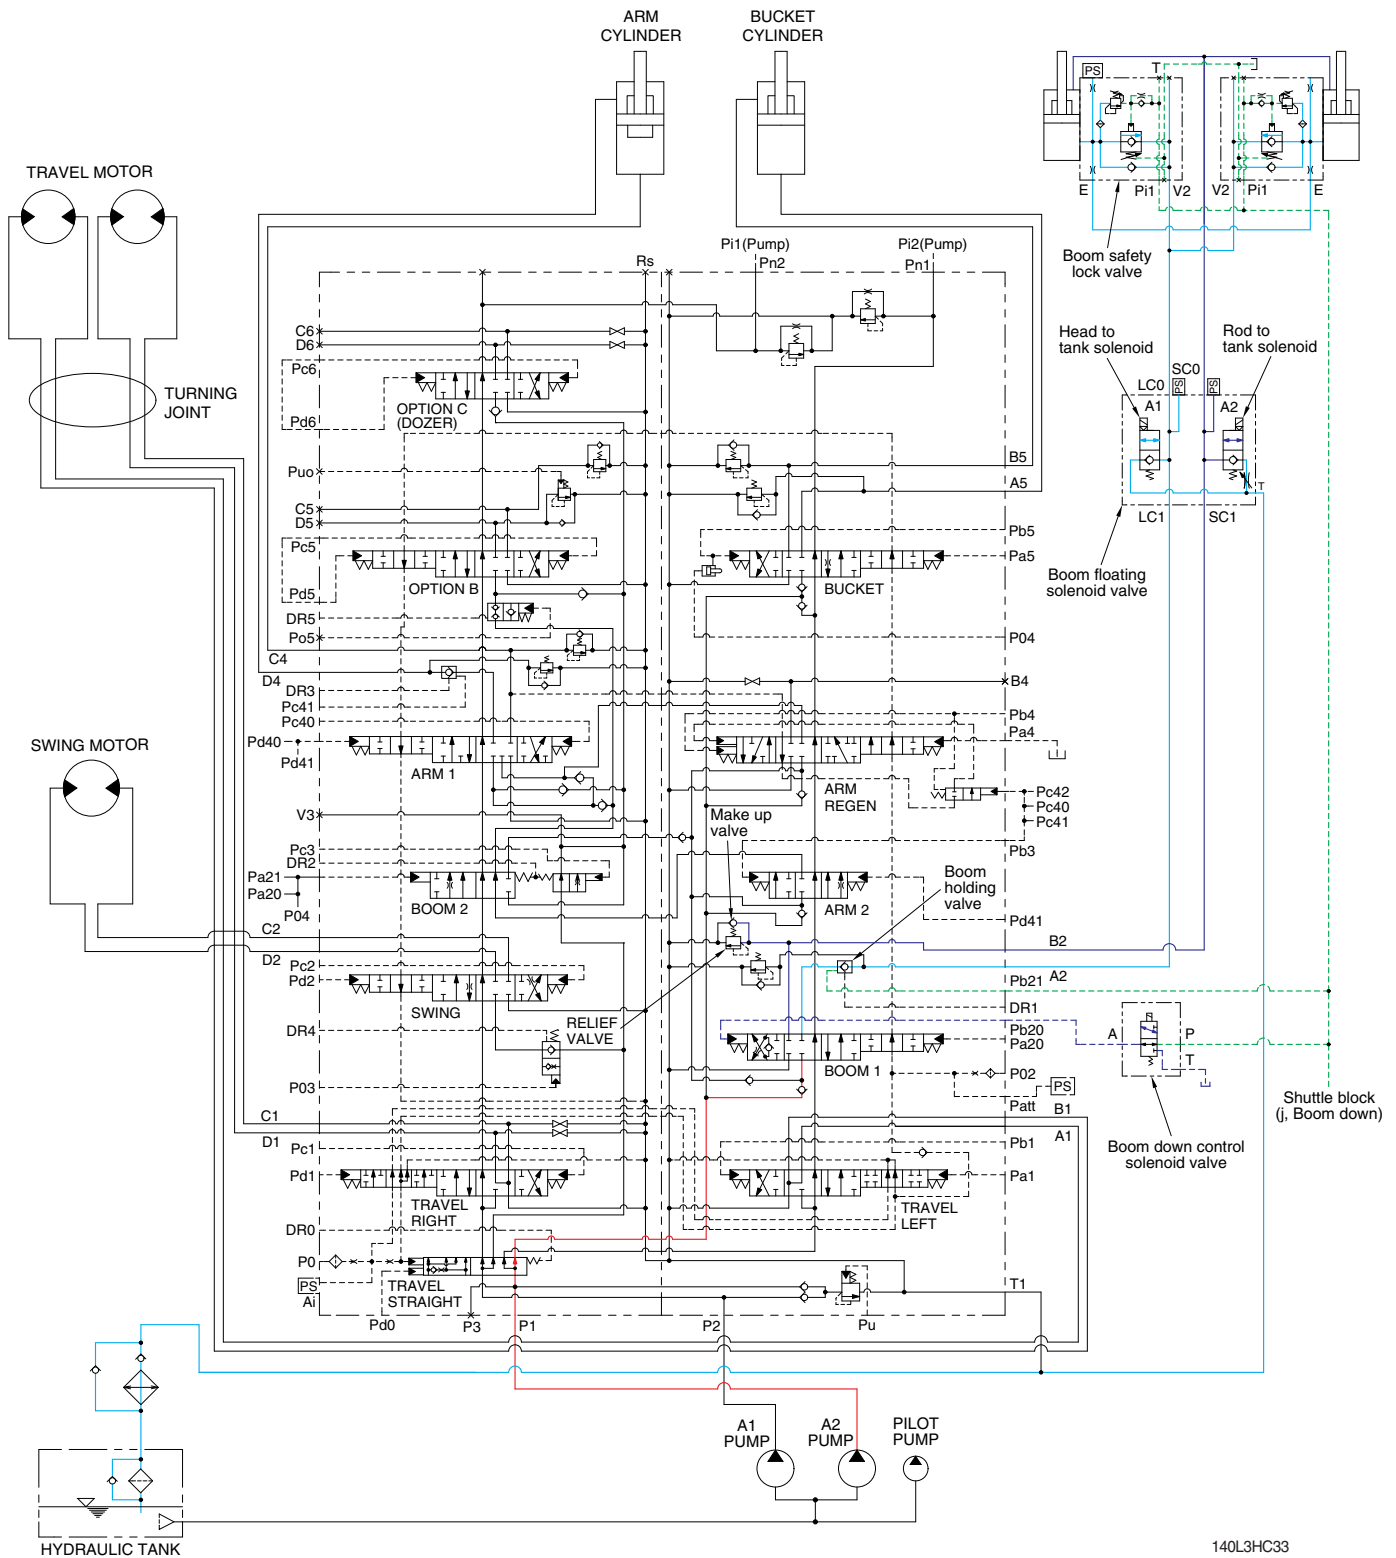 ARM
CYLINDER
BUCKET
CYLINDER
PS
T
TRAVEL MOTOR
E
Pi1
V2
V2
Pi1
E
Pi1(Pump)
Pn2
Pi2(Pump)
Pn1
Rs
Boom safety
lock valve
C6
D6
Head to
tank solenoid
Rod to
tank solenoid
Pc6
Pd6
OPTION C
(DOZER)
TURNING
JOINT
LC0
SC0
PS
PS
A1
A2
T
LC1
SC1
Boom floating
solenoid valve
Puo
B5
A5
C5
D5
Pc5
Pd5
OPTION B
Pb5
Pa5
BUCKET
DR5
Po5
P04
C4
D4
DR3
Pc41
B4
Pc40
Pd40
Pd41
ARM 1
Pb4
Pa4
ARM
REGEN
SWING MOTOR
Pc42
Pc40
Pc41
V3
Make up
valve
Pb3
Pc3
DR2
Pa21
Pa20
P04
BOOM 2
ARM 2
Boom
holding
valve
Pd41
C2
D2
B2
A2
Pc2
Pd2
SWING
Pb21
DR1
DR4
RELIEF
VALVE
Pb20
Pa20
BOOM 1
A
P
T
P03
P02
PS
Patt
Shuttle block
(j, Boom down)
C1
D1
B1
A1
Boom down control
solenoid valve
Pc1
Pd1
Pb1
Pa1
TRAVEL
RIGHT
TRAVEL
LEFT
DR0
P0
PS
Ai
TRAVEL
STRAIGHT
T1
Pd0
P3
P1
P2
Pu
A1
PUMP
A2
PUMP
PILOT
PUMP
HYDRAULIC TANK
140L3HC33